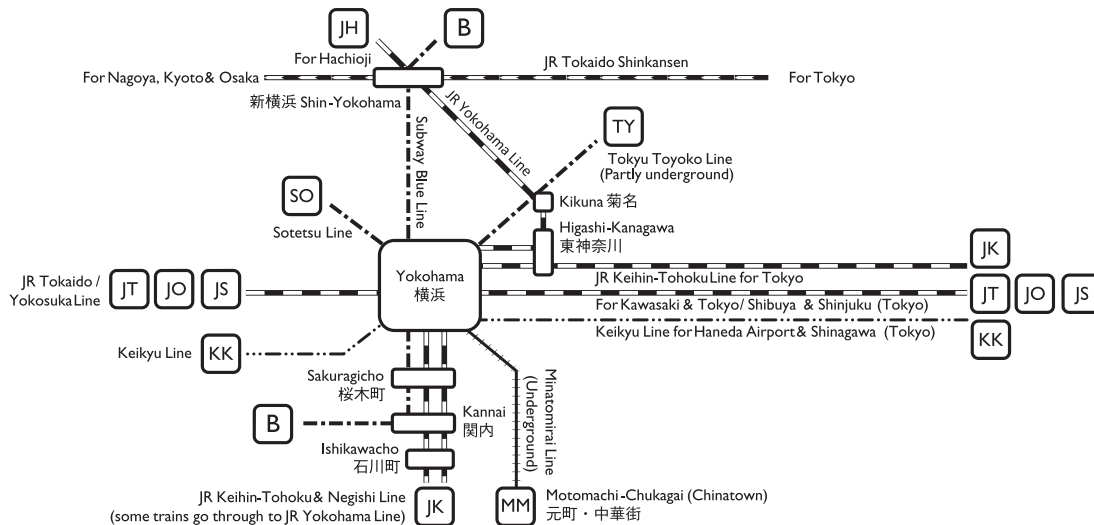 JH
B
For Hachioji
JR Tokaido Shinkansen
For Nagoya, Kyoto & Osaka
For Tokyo
新横浜 Shin-Yokohama
JR Yokohama Line
Subway Blue Line
TY
Tokyu Toyoko Line
(Partly underground)
SO
Sotetsu Line
Kikuna 菊名
Higashi-Kanagawa
東神奈川
Yokohama
横浜
JK
JR Keihin-Tohoku Line for Tokyo
JR Tokaido /
Yokosuka Line
JT JO JS
JT JO JS
For Kawasaki & Tokyo/ Shibuya & Shinjuku (Tokyo)
Keikyu Line for Haneda Airport & Shinagawa (Tokyo)
KK
Keikyu Line
KK
Sakuragicho
桜木町
Minatomirai Line
(Underground)
B
Kannai
関内
Ishikawacho
石川町
JR Keihin-Tohoku & Negishi Line
(some trains go through to JR Yokohama Line)
JK
MM
Motomachi-Chukagai (Chinatown)
元町・中華街